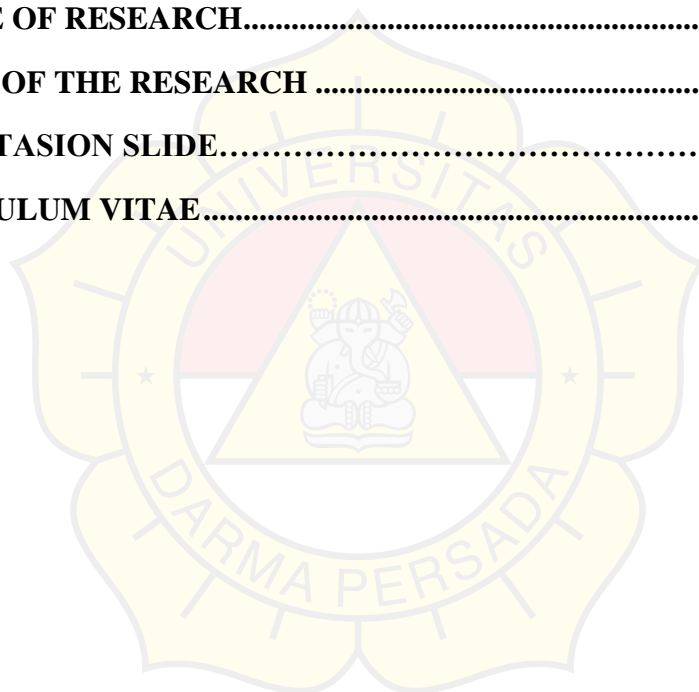 E OF RESEARCH...............................................................
OF THE RESEARCH ......................................................
TASION SLIDE…………………………………………
ULUM VITAE.....................................................................
UNIVERSITAS
DARMA PERSADA